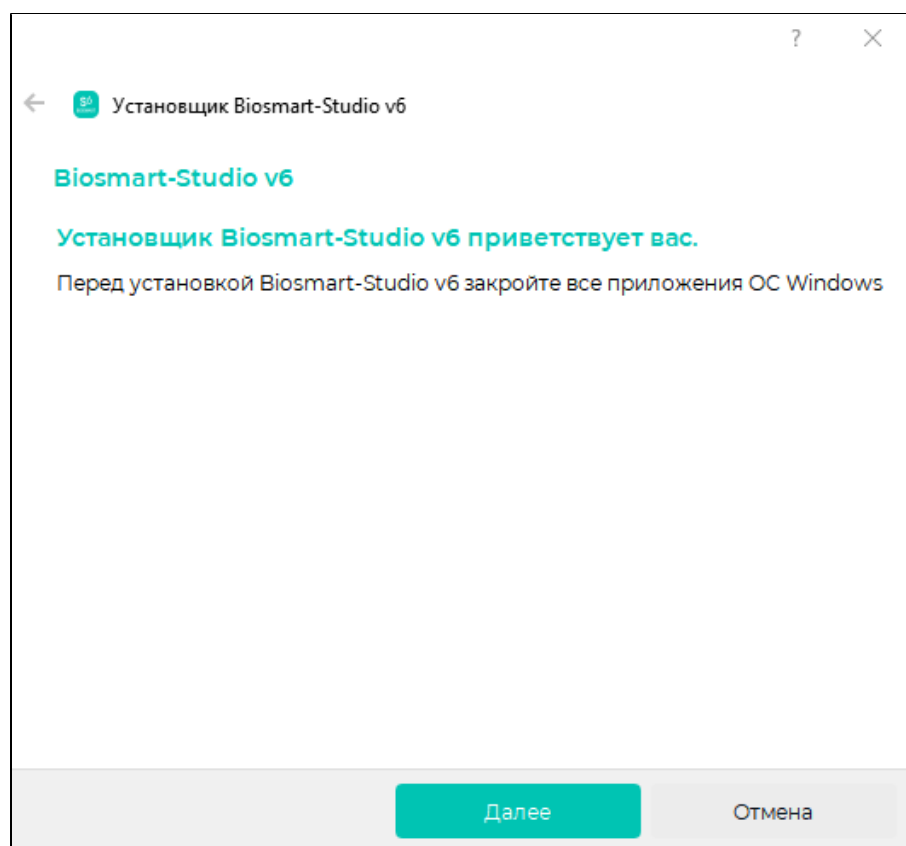 ?
Установщик Biosmart-Studio v6
Biosmart-Studio v6
Установщик Biosmart-Studio v6 приветствует вас.
Перед установкой Biosmart-Studio v6 закройте все приложения ОС Windows
Далее
Отмена